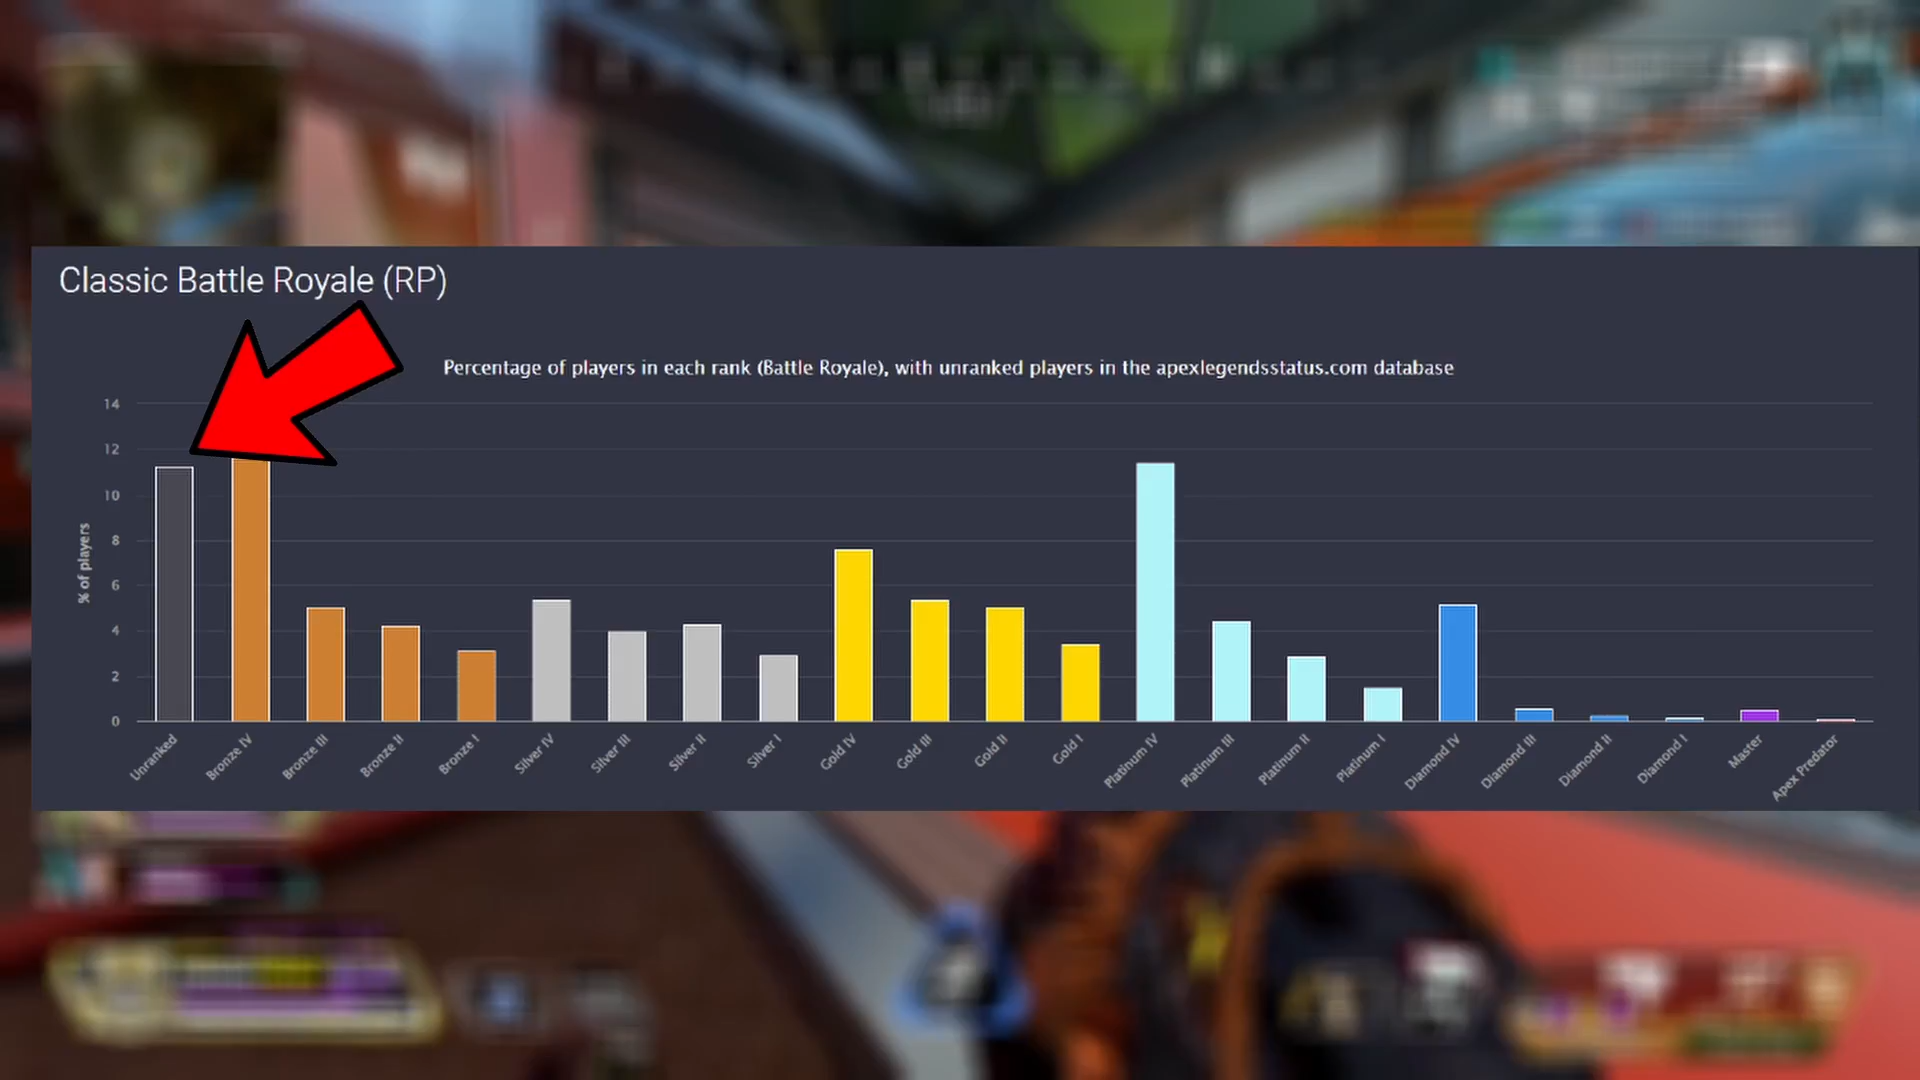 Classic Battle Royale (RP)
Percentage of players in each rank (Battle Royale), with unranked players in the apexlegendsstatus.com database
14
12
10
8
6
4
2
0
% of players
Unranked
Bronze IV
Bronze III
Bronze II
Bronze I
Silver IV
Silver III
Silver II
Silver I
Gold IV
Gold III
Gold II
Gold I
Platinum IV
Platinum III
Platinum II
Platinum I
Diamond IV
Diamond III
Diamond II
Diamond I
Master
Apex Predator